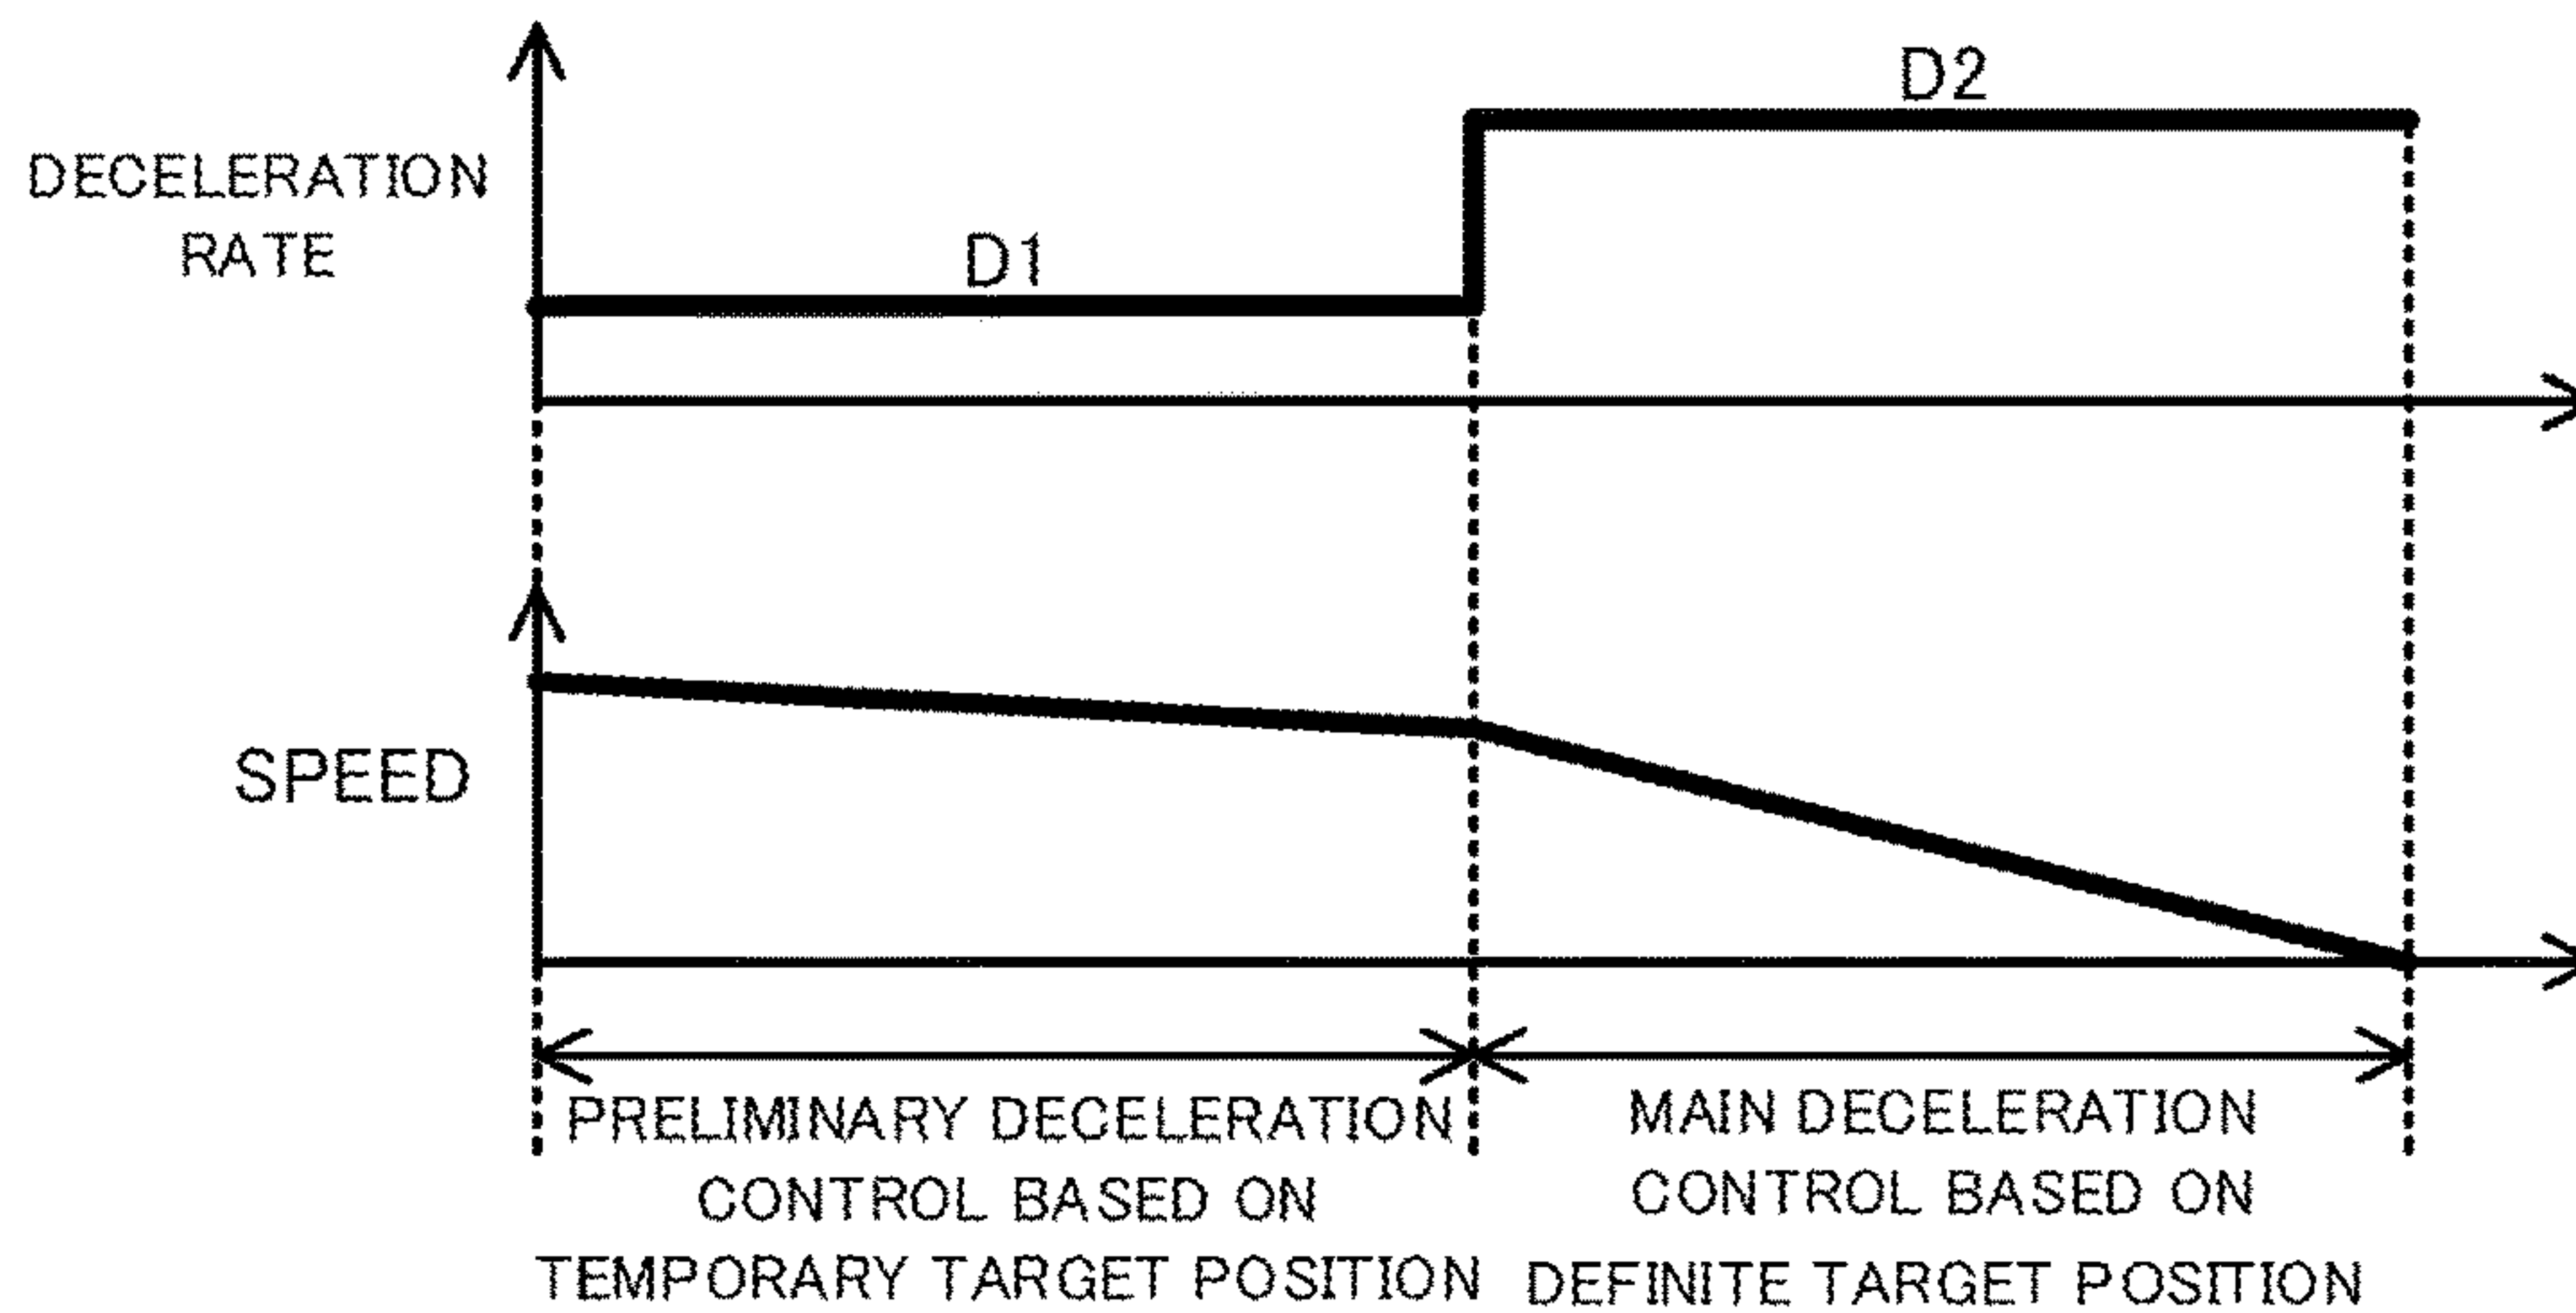 D2
DECELERATION
RATE
D1
SPEED
PRELIMINARY DECELERATION
CONTROL BASED ON
TEMPORARY TARGET POSITION
MAIN DECELERATION
CONTROL BASED ON
DEFINITE TARGET POSITION